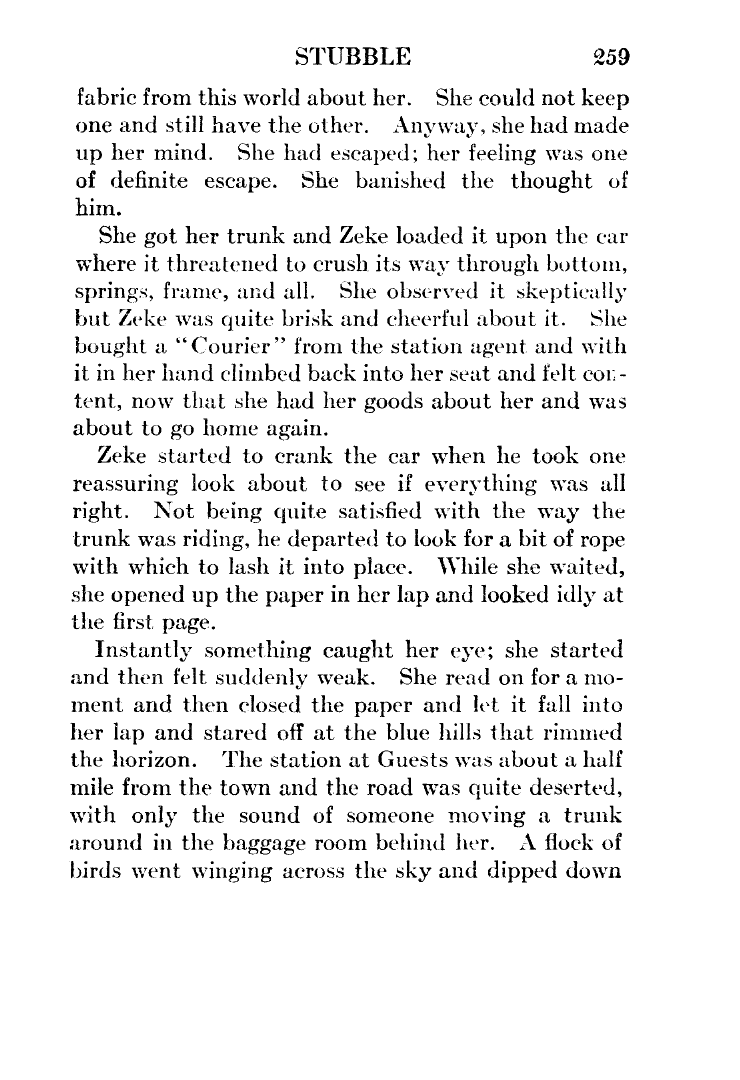 STUBBLE 259
fabric from this world about her. She could not keep
one and still have the other. Anyway, she had made
up her mind. She had escaped; her feeling was one
of definite escape. She banished the thought of
him.
She got her trunk and Zeke loaded it upon the car
where it threatened to crush its way through bottom,
springs, frame, and all. She observed it skeptically
but Zeke was quite brisk and cheerful about it. She
bought a "Courier" from the station agent and with
it in her hand climbed back into her seat and felt con-
tent, now that she had her goods about her and was
about to go home again.
Zeke started to crank the car when he took one
reassuring look about to see if everything was all
right. Not being quite satisfied with the way the
trunk was riding, he departed to look for a bit of rope
with which to lash it into place. While she waited,
she opened up the paper in her lap and looked idly at
the first page.
Instantly something caught her eye; she started
and then felt suddenly weak. She read on for a mo-
ment and then closed the paper and let it fall into
her lap and stared off at the blue hills that rimmed
the horizon. The station at Guests was about a half
mile from the town and the road was quite deserted,
with only the sound of someone moving a trunk
around in the baggage room behind her. A flock of
birds went winging across the sky and dipped down